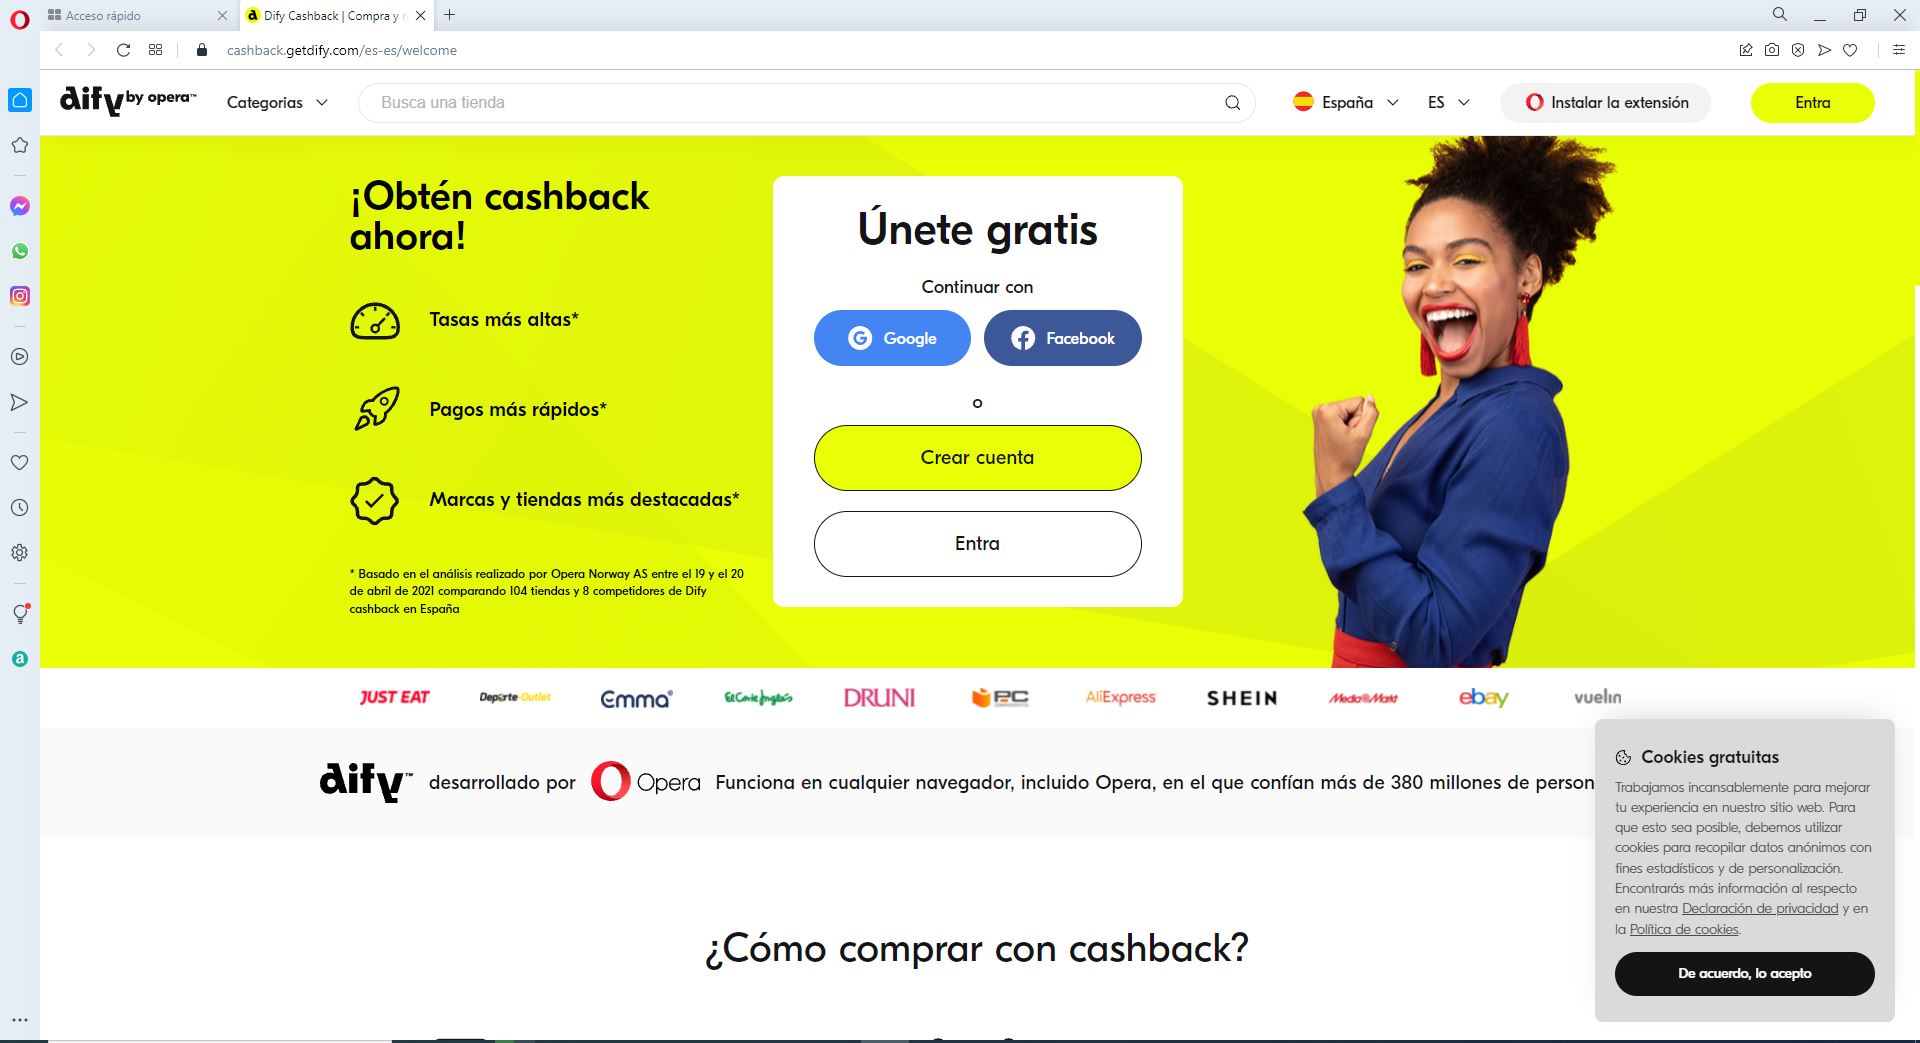 Acceso rápido
Dify Cashback | Compra y
cashback.getdify.com/es-es/welcome
dify by opera™
Categorias
Busca una tienda
España
ES
Instalar la extensión
Entra
¡Obtén cashback
ahora!
Tasas más altas*
Pagos más rápidos*
Marcas y tiendas más destacadas*
* Basado en el análisis realizado por Opera Norway AS entre el 19 y el 20
de abril de 2021 comparando 104 tiendas y 8 competidores de Dify
cashback en España
Únete gratis
Continuar con
Google
Facebook
o
Crear cuenta
Entra
JUST EAT
Deporte-Outlet
Emma®
El Corte Inglés
DRUNI
PC COMPONENTES
AliExpress
SHEIN
MediaMarkt
ebay
vuelin
dify™ desarrollado por Opera Funciona en cualquier navegador, incluido Opera, en el que confían más de 380 millones de person
Cookies gratuitas
Trabajamos incansablemente para mejorar
tu experiencia en nuestro sitio web. Para
que esto sea posible, debemos utilizar
cookies para recopilar datos anónimos con
fines estadísticos y de personalización.
Encontrarás más información al respecto
en nuestra Declaración de privacidad y en
la Política de cookies.
De acuerdo, lo acepto
¿Cómo comprar con cashback?